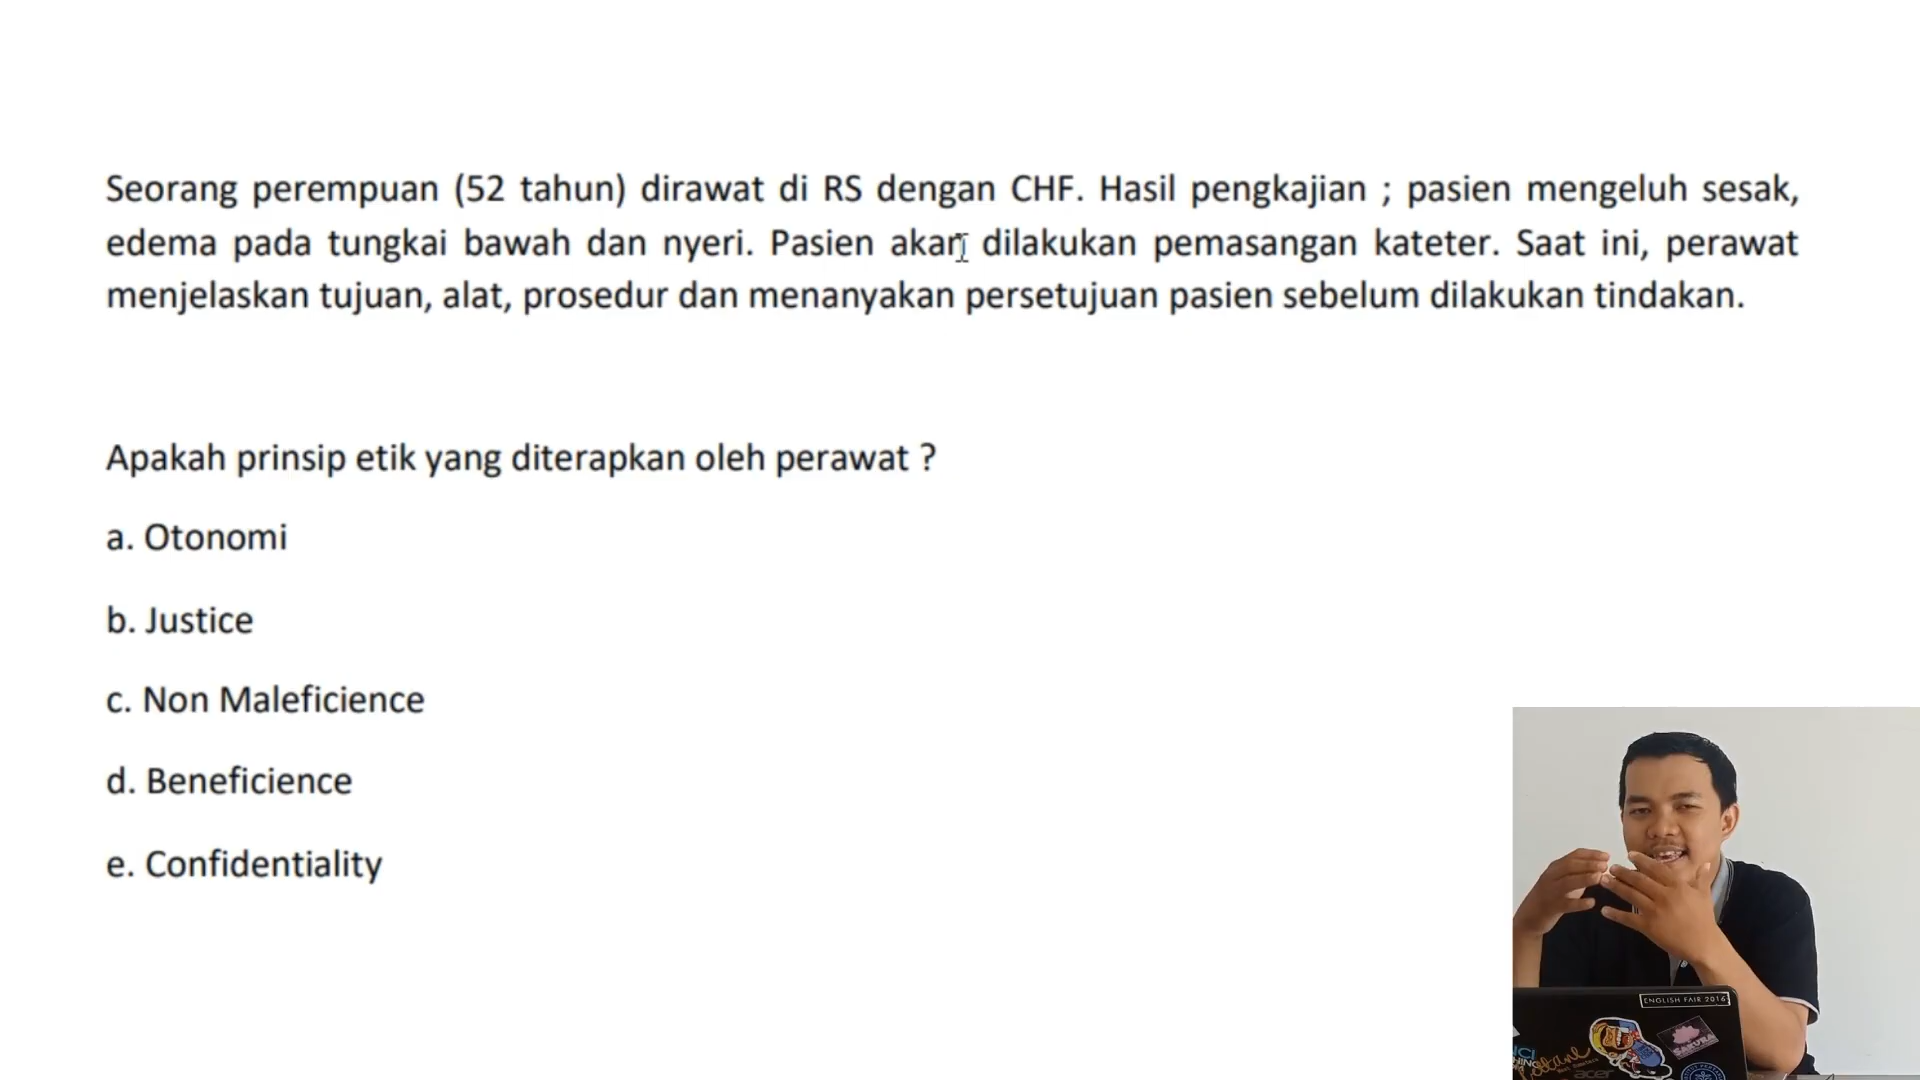 Seorang perempuan (52 tahun) dirawat di RS dengan CHF. Hasil pengkajian ; pasien mengeluh sesak,
edema pada tungkai bawah dan nyeri. Pasien akan dilakukan pemasangan kateter. Saat ini, perawat
menjelaskan tujuan, alat, prosedur dan menanyakan persetujuan pasien sebelum dilakukan tindakan.
Apakah prinsip etik yang diterapkan oleh perawat ?
a. Otonomi
b. Justice
c. Non Maleficience
d. Beneficience
e. Confidentiality
ENGLISH FAIR 2016
SAKURA
acer